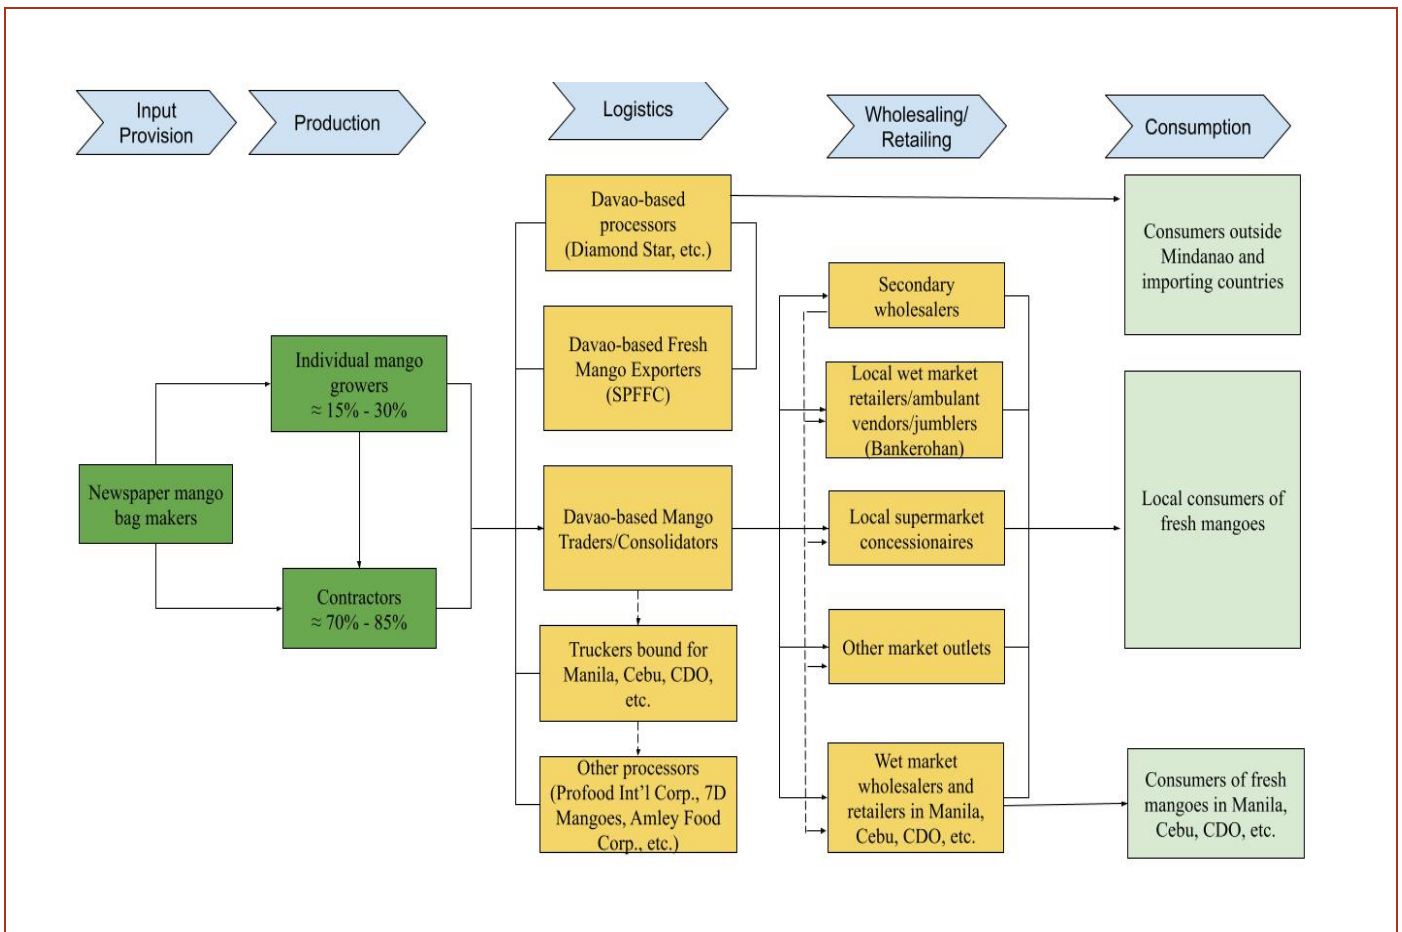 Input
Provision
Production
Logistics
Wholesaling/
Retailing
Consumption
Newspaper mango
bag makers
Individual mango
growers
≈ 15% - 30%
Contractors
≈ 70% - 85%
Davao-based
processors
(Diamond Star, etc.)
Davao-based Fresh
Mango Exporters
(SPFFC)
Davao-based Mango
Traders/Consolidators
Truckers bound for
Manila, Cebu, CDO,
etc.
Other processors
(Profood Int’l Corp., 7D
Mangoes, Amley Food
Corp., etc.)
Secondary
wholesalers
Local wet market
retailers/ambulant
vendors/jumblers
(Bankerohan)
Local supermarket
concessionaires
Other market outlets
Wet market
wholesalers and
retailers in Manila,
Cebu, CDO, etc.
Consumers outside
Mindanao and
importing countries
Local consumers of
fresh mangoes
Consumers of fresh
mangoes in Manila,
Cebu, CDO, etc.